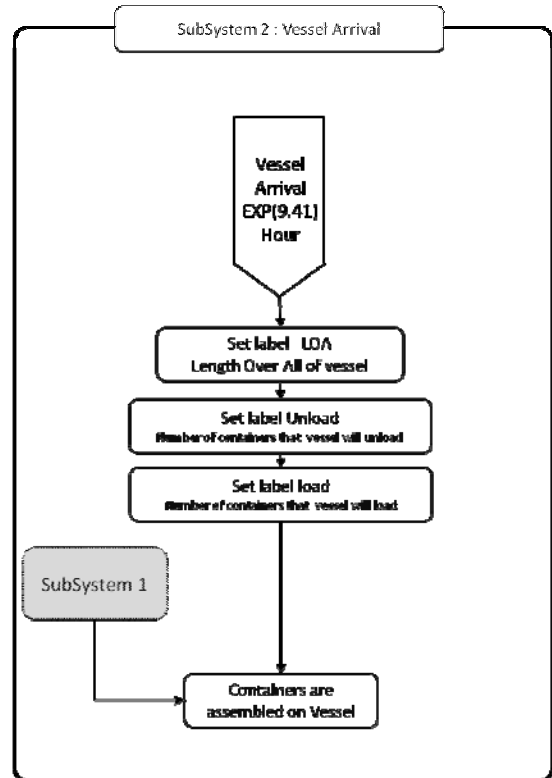 SubSystem 2 : Vessel Arrival
Vessel
Arrival
EXP(9.41)
Hour
Set label LOA
Length Over All of vessel
Set label Unload
Number of containers that vessel will unload
Set label load
Number of containers that vessel will load
SubSystem 1
Containers are
assembled on Vessel